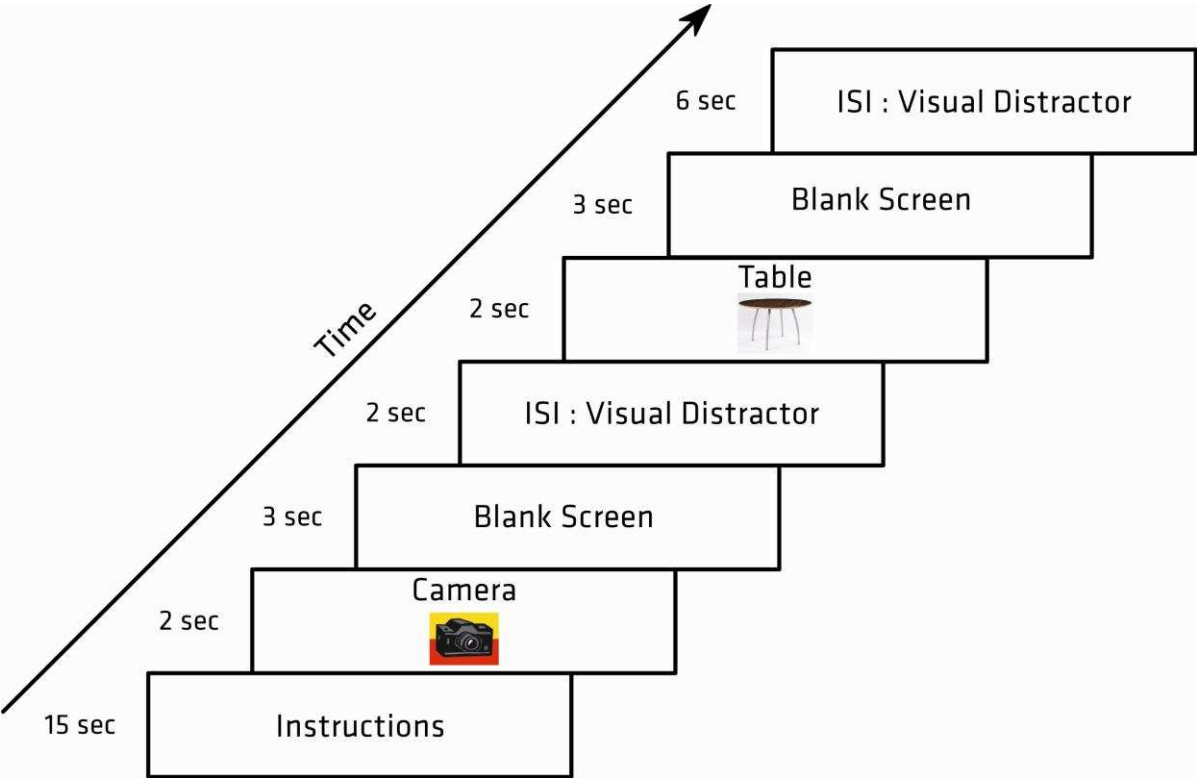 6 sec
ISI : Visual Distractor
3 sec
Blank Screen
Table
2 sec
Time
2 sec
ISI : Visual Distractor
3 sec
Blank Screen
Camera
2 sec
15 sec
Instructions